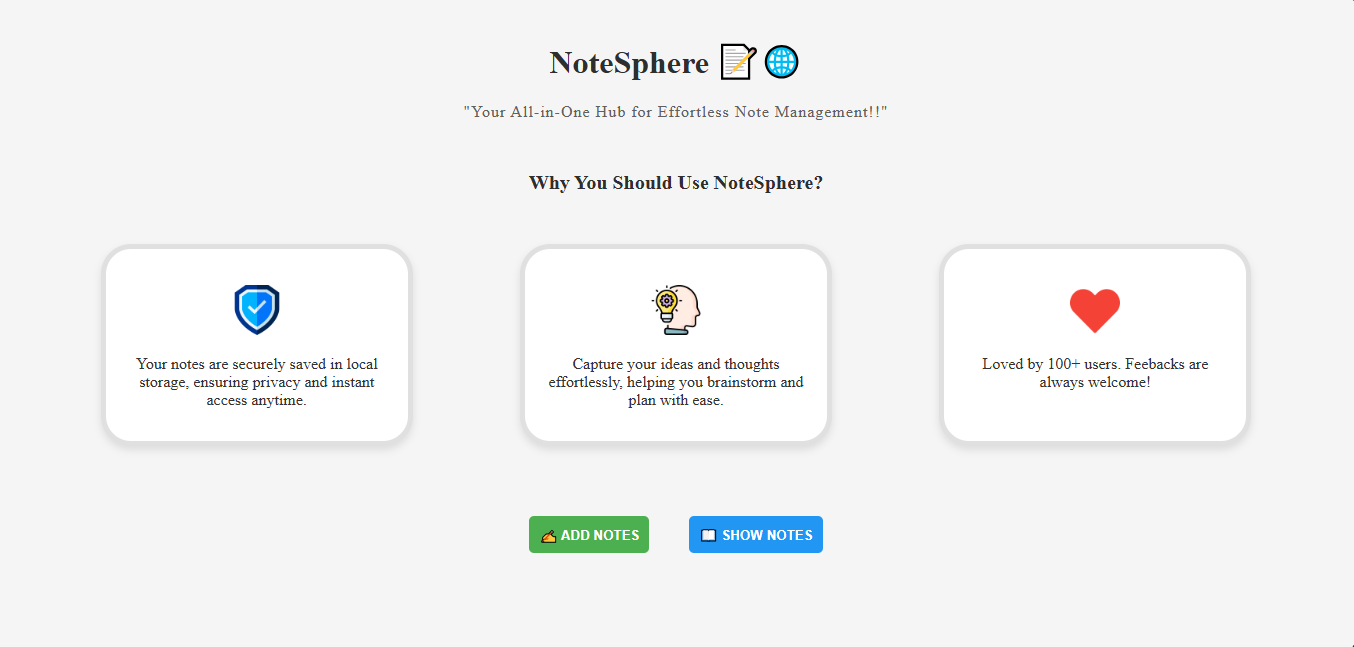 NoteSphere
"Your All-in-One Hub for Effortless Note Management!!"
Why You Should Use NoteSphere?
Your notes are securely saved in local
storage, ensuring privacy and instant
access anytime.
Capture your ideas and thoughts
effortlessly, helping you brainstorm and
plan with ease.
Loved by 100+ users. Feebacks are
always welcome!
ADD NOTES
SHOW NOTES